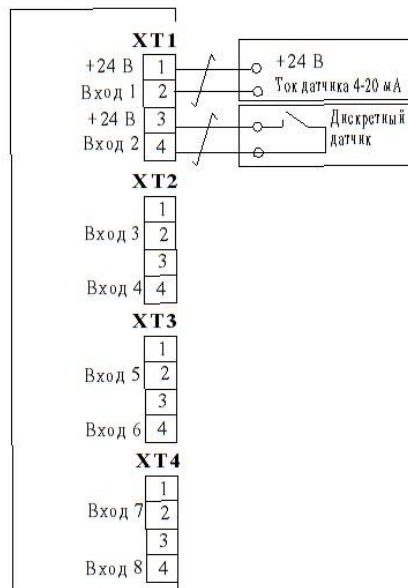 XT1
+24 В 1
Вход 1 2
+24 В 3
Вход 2 4
+24 В
Ток датчика 4-20 мА
Дискретный
датчик
XT2
1
Вход 3 2
3
Вход 4 4
XT3
1
Вход 5 2
3
Вход 6 4
XT4
1
Вход 7 2
3
Вход 8 4